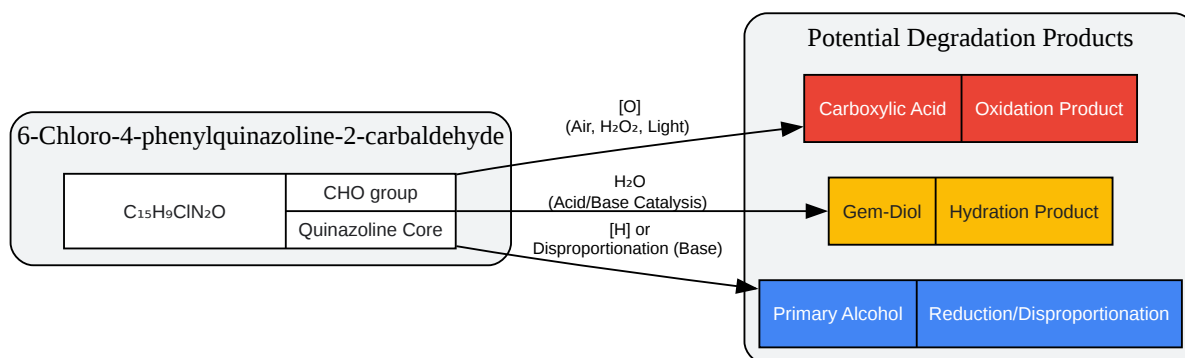 6-Chloro-4-phenylquinazoline-2-carbaldehyde
C₁₅H₉ClN₂O
CHO group
Quinazoline Core
[O]
(Air, H₂O₂, Light)
H₂O
(Acid/Base Catalysis)
[H] or
Disproportionation (Base)
Potential Degradation Products
Carboxylic Acid
Oxidation Product
Gem-Diol
Hydration Product
Primary Alcohol
Reduction/Disproportionation